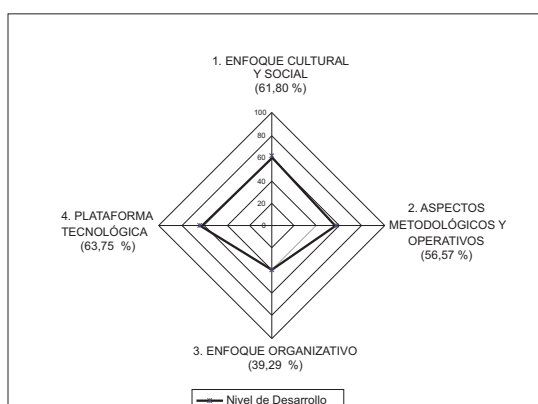 1. ENFOQUE CULTURAL
Y SOCIAL
(61,80 %)
100
80
60
40
20
0
2. ASPECTOS
METODOLÓGICOS Y
OPERATIVOS
(56,57 %)
4. PLATAFORMA
TECNOLÓGICA
(63,75 %)
3. ENFOQUE ORGANIZATIVO
(39,29 %)
Nivel de Desarrollo